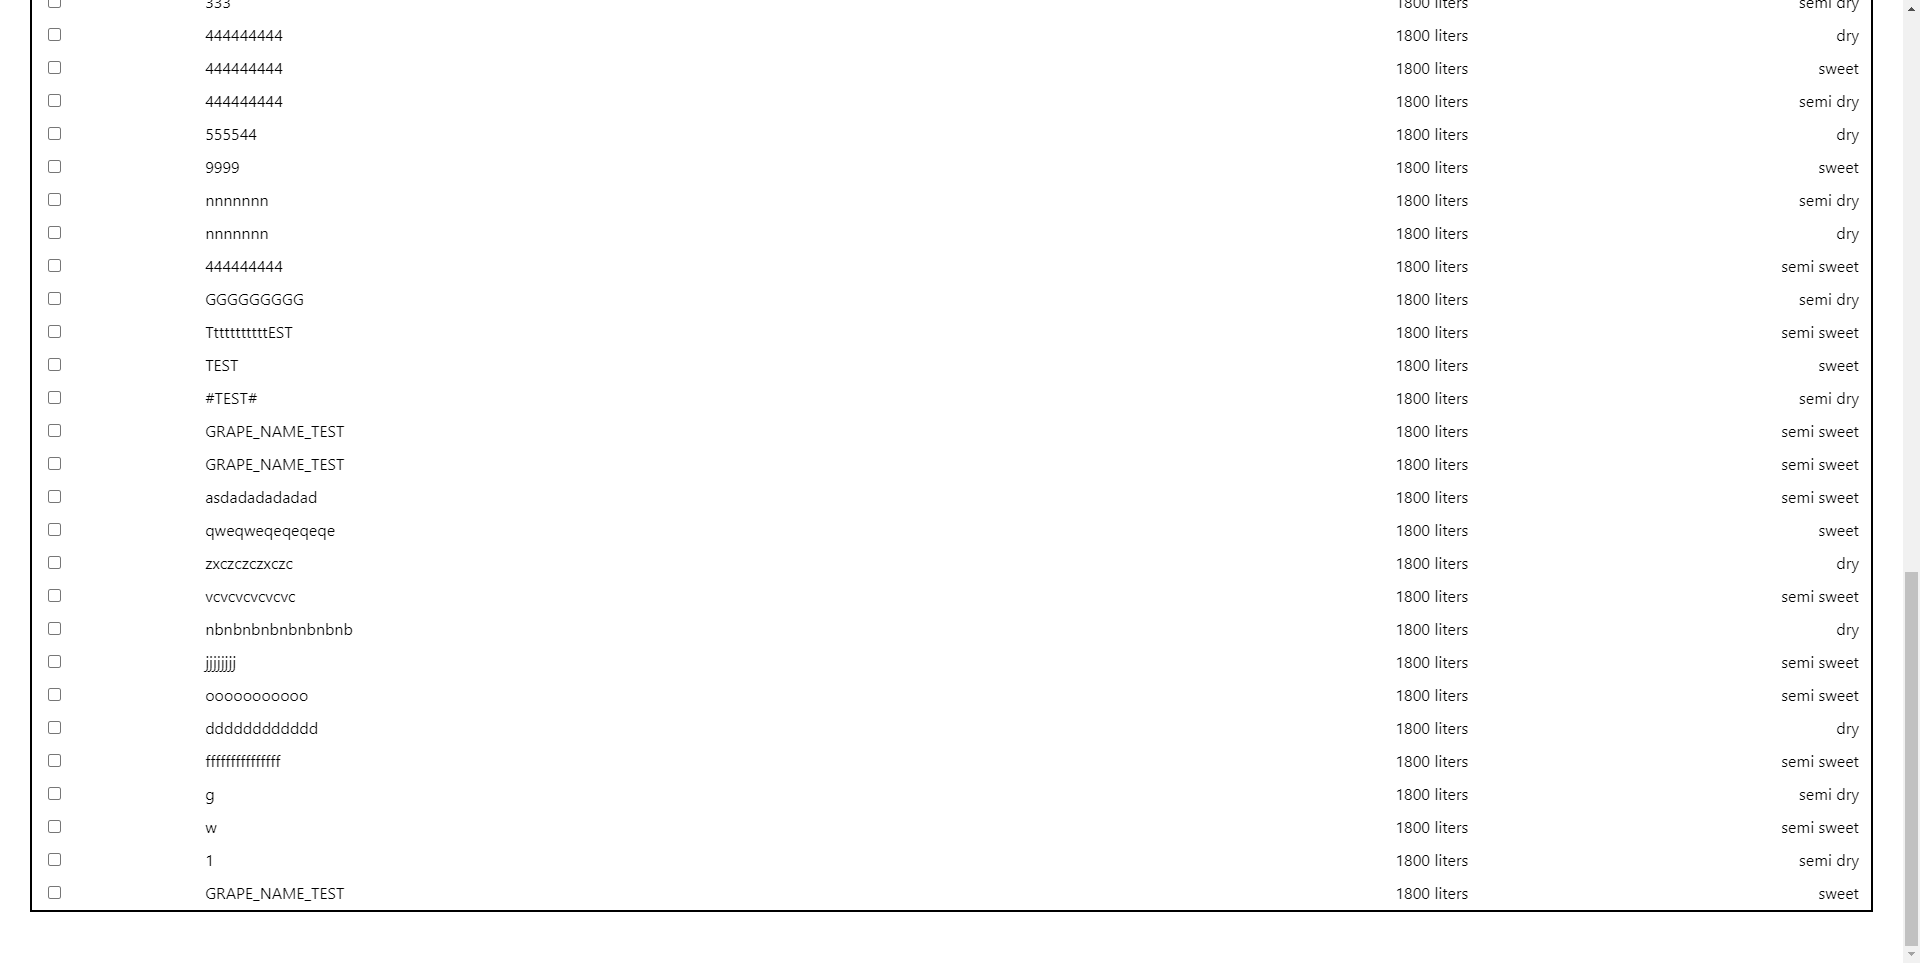 333 1800 liters semi dry
444444444 1800 liters dry
444444444 1800 liters sweet
444444444 1800 liters semi dry
555544 1800 liters dry
9999 1800 liters sweet
nnnnnnn 1800 liters semi dry
nnnnnnn 1800 liters dry
444444444 1800 liters semi sweet
GGGGGGGGG 1800 liters semi dry
TttttttttttEST 1800 liters semi sweet
TEST 1800 liters sweet
#TEST# 1800 liters semi dry
GRAPE_NAME_TEST 1800 liters semi sweet
GRAPE_NAME_TEST 1800 liters semi sweet
asdadadadadad 1800 liters semi sweet
qweqweqeqeqeqe 1800 liters sweet
zxczczczxczc 1800 liters dry
vcvcvcvcvcvc 1800 liters semi sweet
nbnbnbnbnbnbnbnb 1800 liters dry
jjjjjjjjj 1800 liters semi sweet
ooooooooooo 1800 liters semi sweet
dddddddddddd 1800 liters dry
fffffffffffffff 1800 liters semi sweet
g 1800 liters semi dry
w 1800 liters semi sweet
1 1800 liters semi dry
GRAPE_NAME_TEST 1800 liters sweet